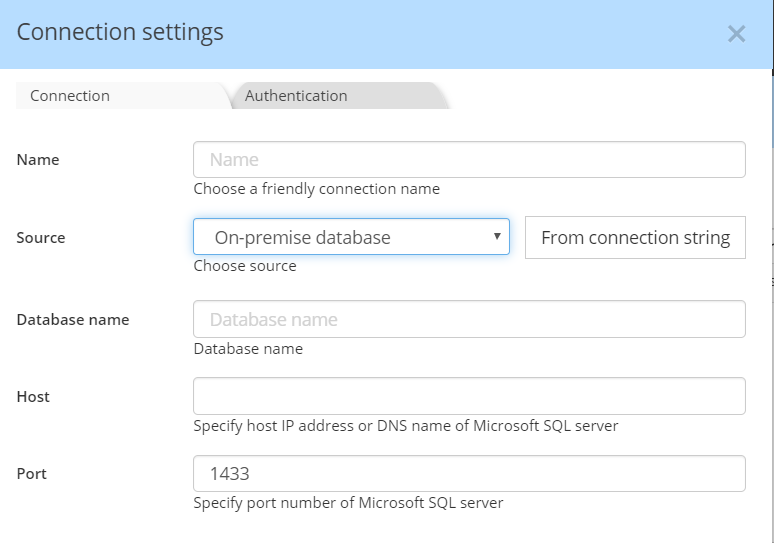 Connection settings
Connection Authentication
Name Name
Choose a friendly connection name
Source On-premise database From connection string
Choose source
Database name Database name
Database name
Host
Specify host IP address or DNS name of Microsoft SQL server
Port 1433
Specify port number of Microsoft SQL server